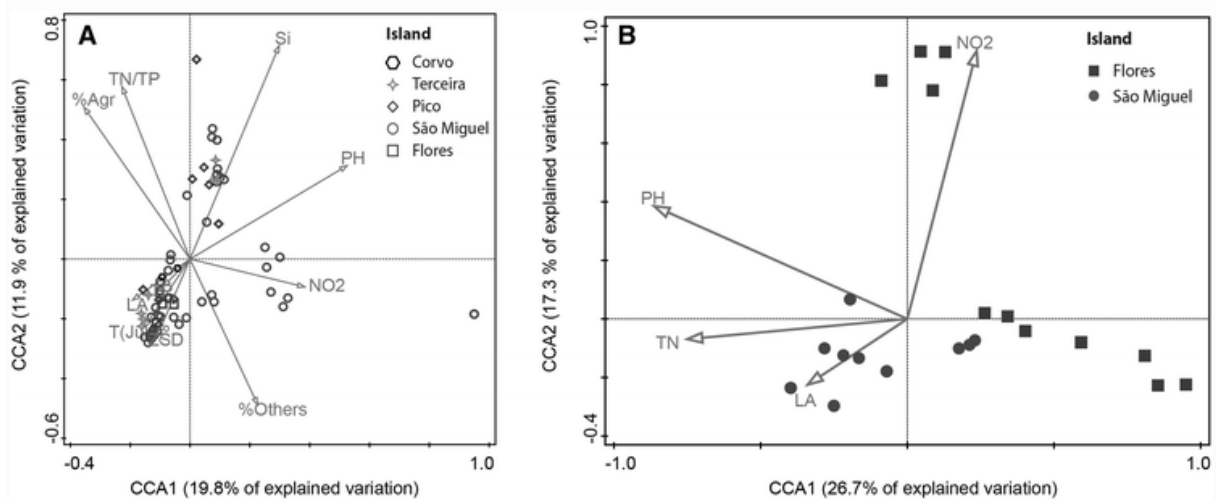 A
0.8
-0.6
-0.4
1.0
CCA2 (11.9 % of explained variation)
CCA1 (19.8% of explained variation)
Si
TN/TP
%Agr
PH
NO2
LA
%Others
Island
Corvo
Terceira
Pico
São Miguel
Flores
B
1.0
-0.4
-1.0
1.0
CCA2 (17.3 % of explained variation)
CCA1 (26.7% of explained variation)
NO2
PH
TN
LA
Island
Flores
São Miguel